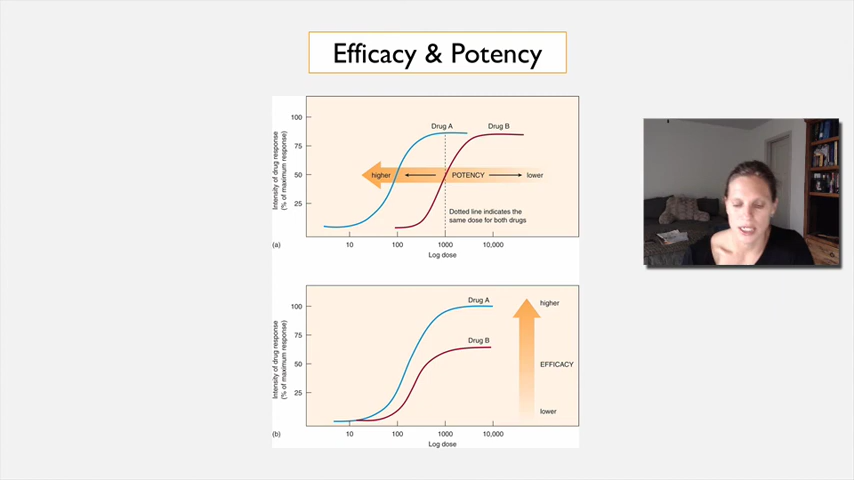 Efficacy & Potency
Intensity of drug response
(% of maximum response)
100
75
50
25
Drug A
Drug B
higher
POTENCY
lower
Dotted line indicates the
same dose for both drugs
10
100
1000
10,000
(a)
Log dose
Intensity of drug response
(% of maximum response)
100
75
50
25
Drug A
Drug B
higher
EFFICACY
lower
10
100
1000
10,000
(b)
Log dose